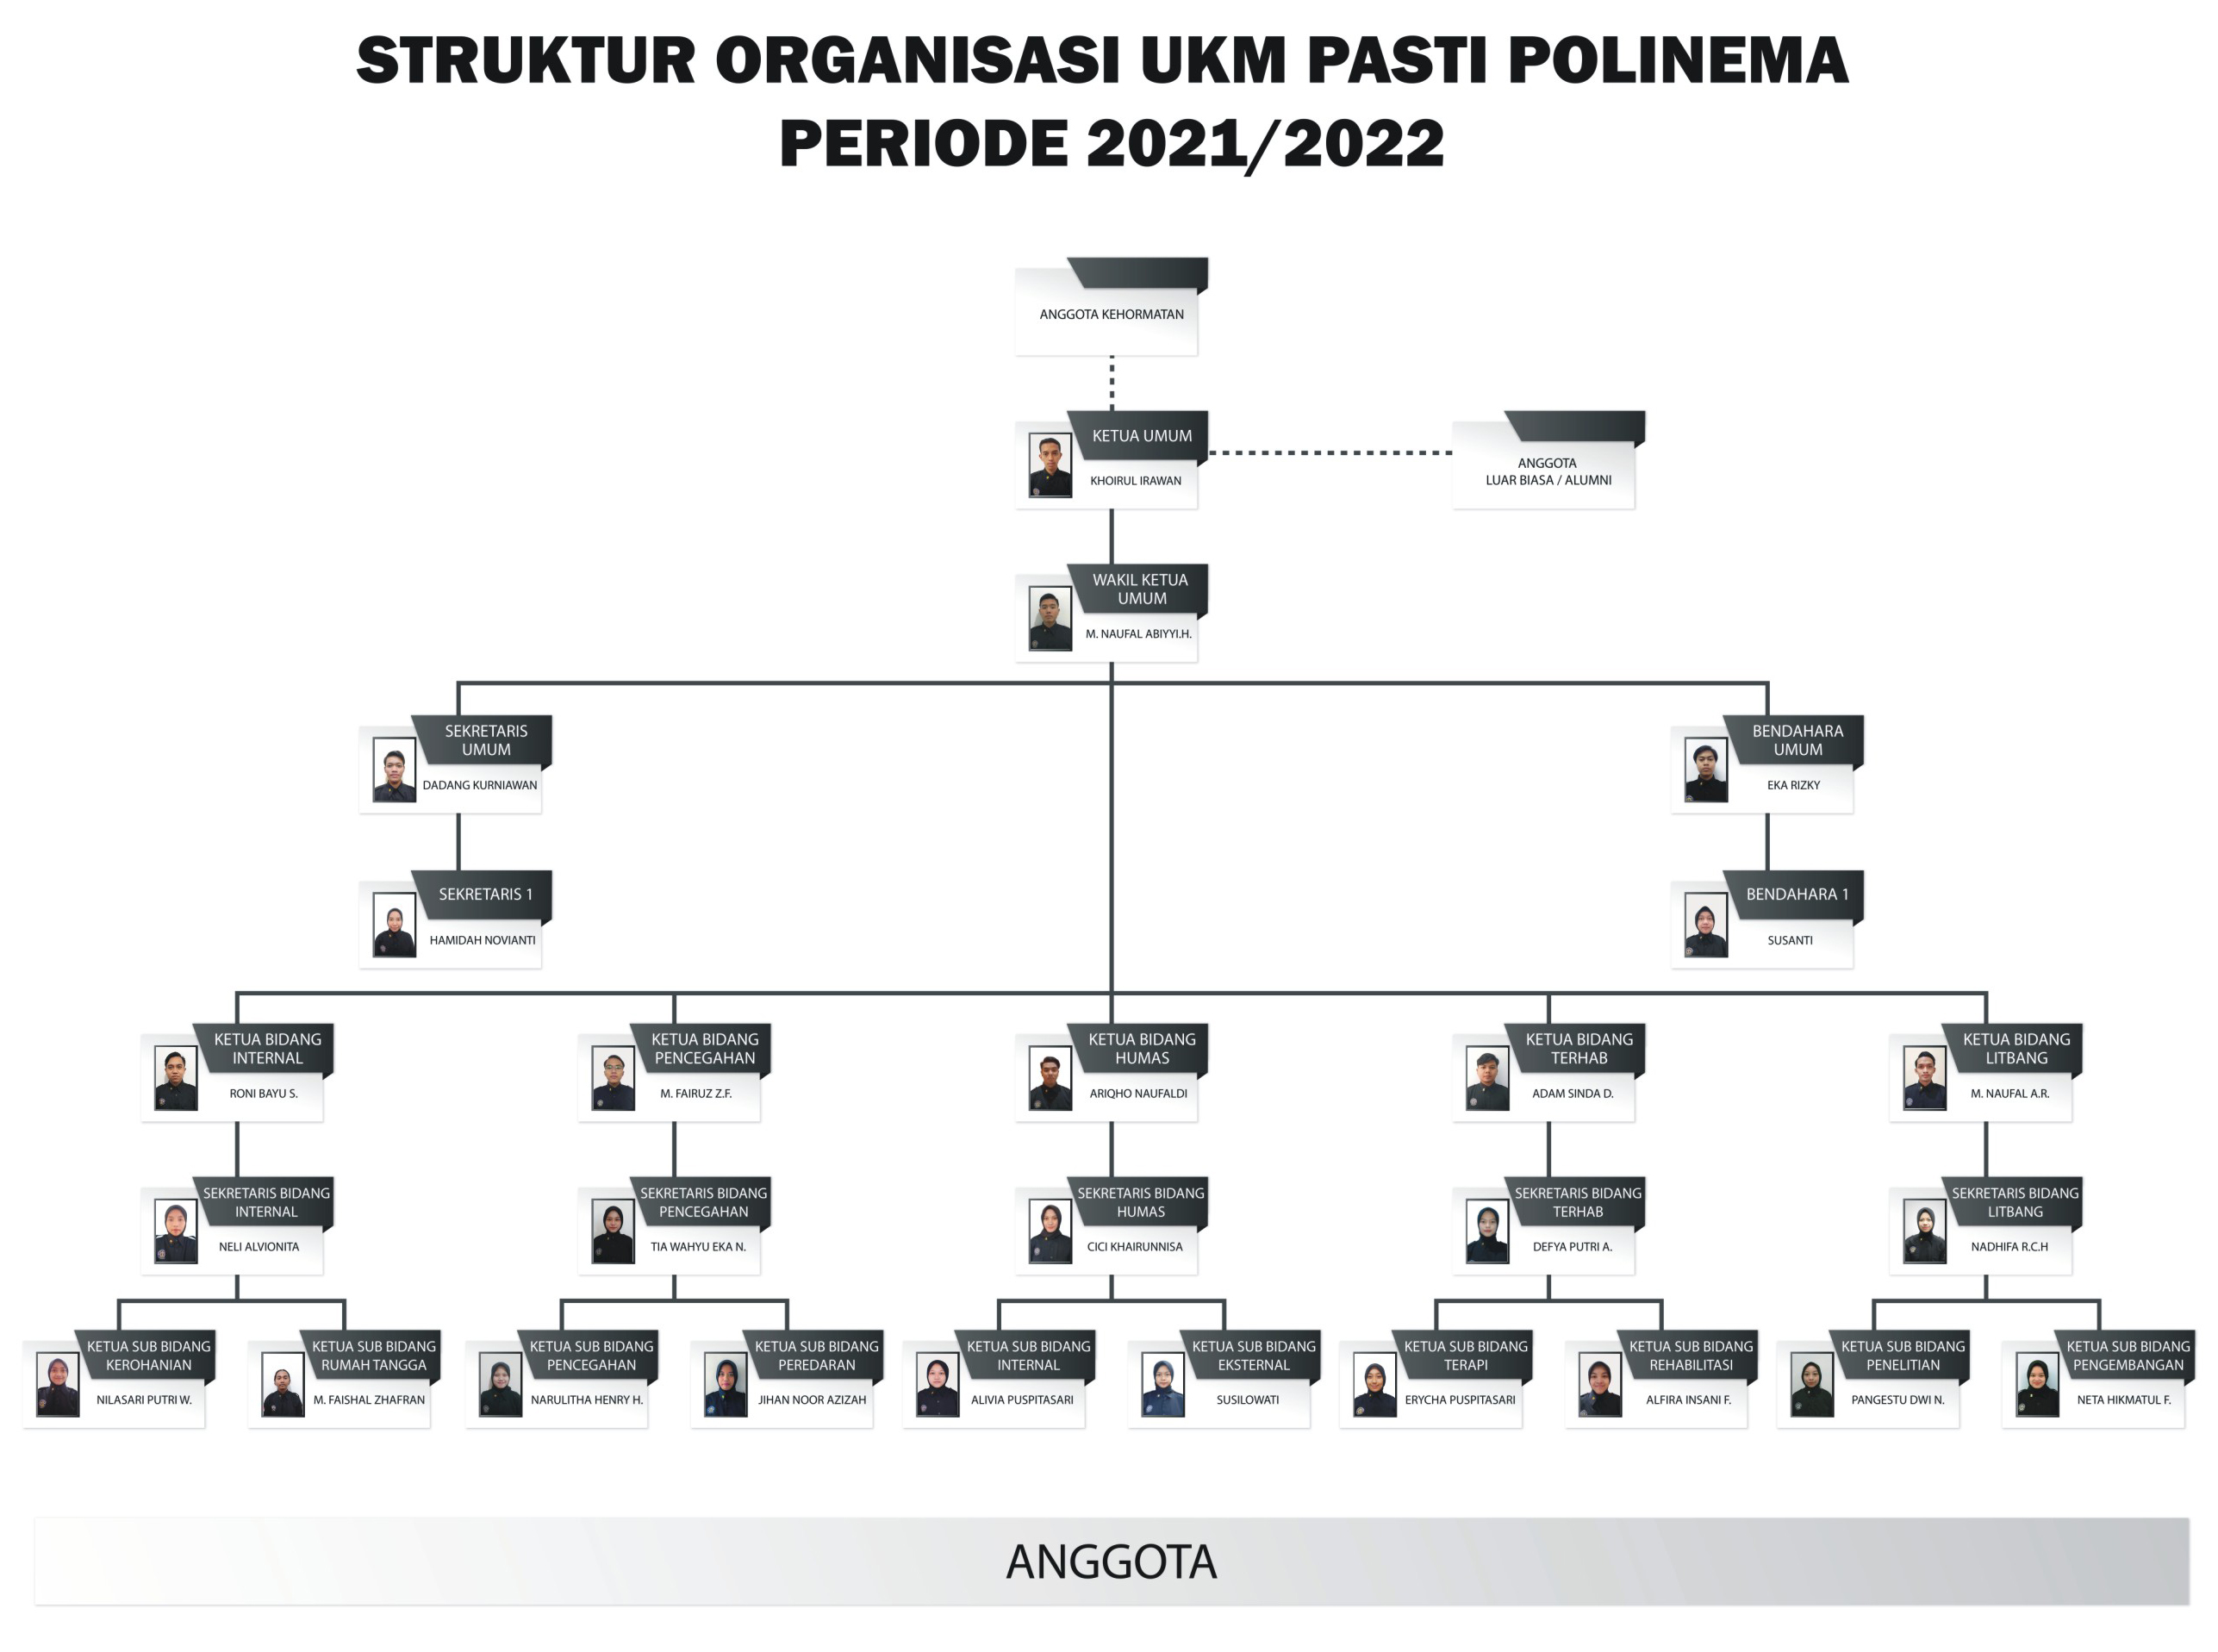 STRUKTUR ORGANISASI UKM PASTI POLINEMA
PERIODE 2021/2022
ANGGOTA KEHORMATAN
KETUA UMUM
KHOIRUL IRAWAN
ANGGOTA
LUAR BIASA / ALUMNI
WAKIL KETUA
UMUM
M. NAUFAL ABIYYI.H.
SEKRETARIS
UMUM
DADANG KURNIAWAN
BENDAHARA
UMUM
EKA RIZKY
SEKRETARIS 1
HAMIDAH NOVIANTI
BENDAHARA 1
SUSANTI
KETUA BIDANG
INTERNAL
RONI BAYU S.
KETUA BIDANG
PENCEGAHAN
M. FAIRUZ Z.F.
KETUA BIDANG
HUMAS
ARIQHO NAUFALDI
KETUA BIDANG
TERHAB
ADAM SINDA D.
KETUA BIDANG
LITBANG
M. NAUFAL A.R.
SEKRETARIS BIDANG
INTERNAL
NELI ALVIONITA
SEKRETARIS BIDANG
PENCEGAHAN
TIA WAHYU EKA N.
SEKRETARIS BIDANG
HUMAS
CICI KHAIRUNNISA
SEKRETARIS BIDANG
TERHAB
DEFYA PUTRI A.
SEKRETARIS BIDANG
LITBANG
NADHIFA R.C.H
KETUA SUB BIDANG
KEROHANIAN
NILASARI PUTRI W.
KETUA SUB BIDANG
RUMAH TANGGA
M. FAISHAL ZHAFRAN
KETUA SUB BIDANG
PENCEGAHAN
NARULITHA HENRY H.
KETUA SUB BIDANG
PEREDARAN
JIHAN NOOR AZIZAH
KETUA SUB BIDANG
INTERNAL
ALIVIA PUSPITASARI
KETUA SUB BIDANG
EKSTERNAL
SUSILOWATI
KETUA SUB BIDANG
TERAPI
ERYCHA PUSPITASARI
KETUA SUB BIDANG
REHABILITASI
ALFIRA INSANI F.
KETUA SUB BIDANG
PENELITIAN
PANGESTU DWI N.
KETUA SUB BIDANG
PENGEMBANGAN
NETA HIKMATUL F.
ANGGOTA